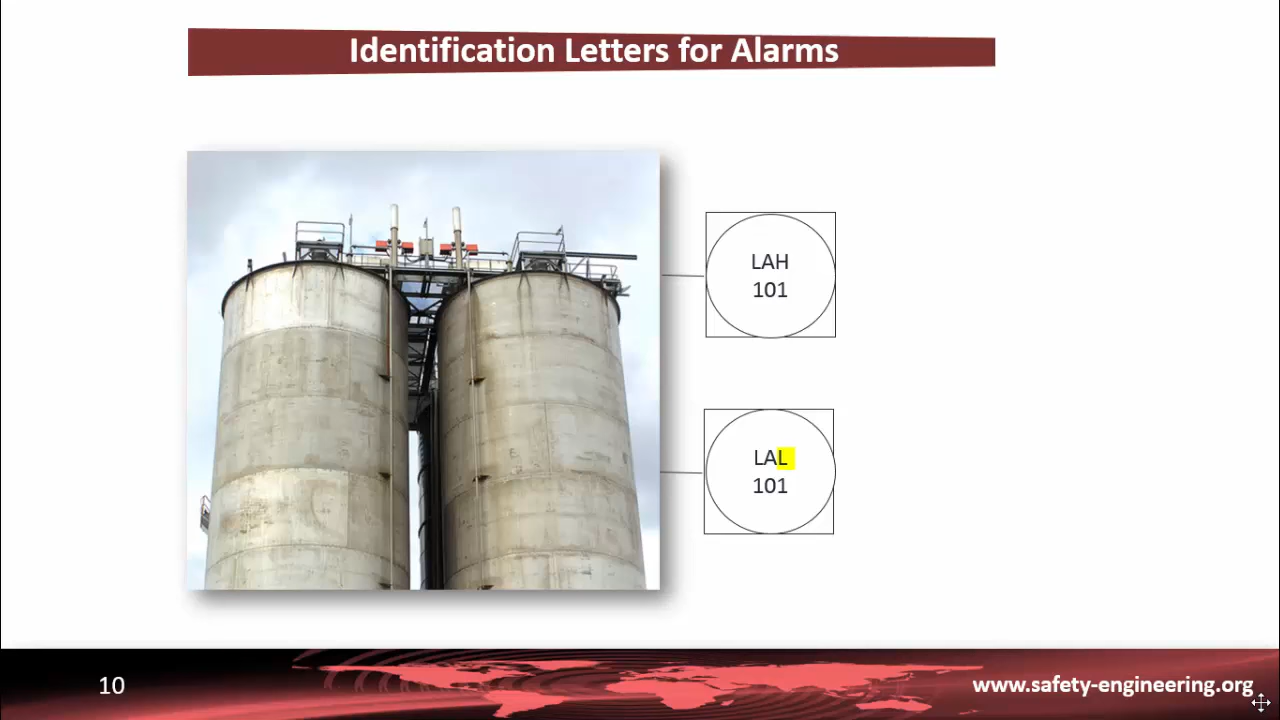 Identification Letters for Alarms
LAH
101
LAL
101
10
www.safety-engineering.org